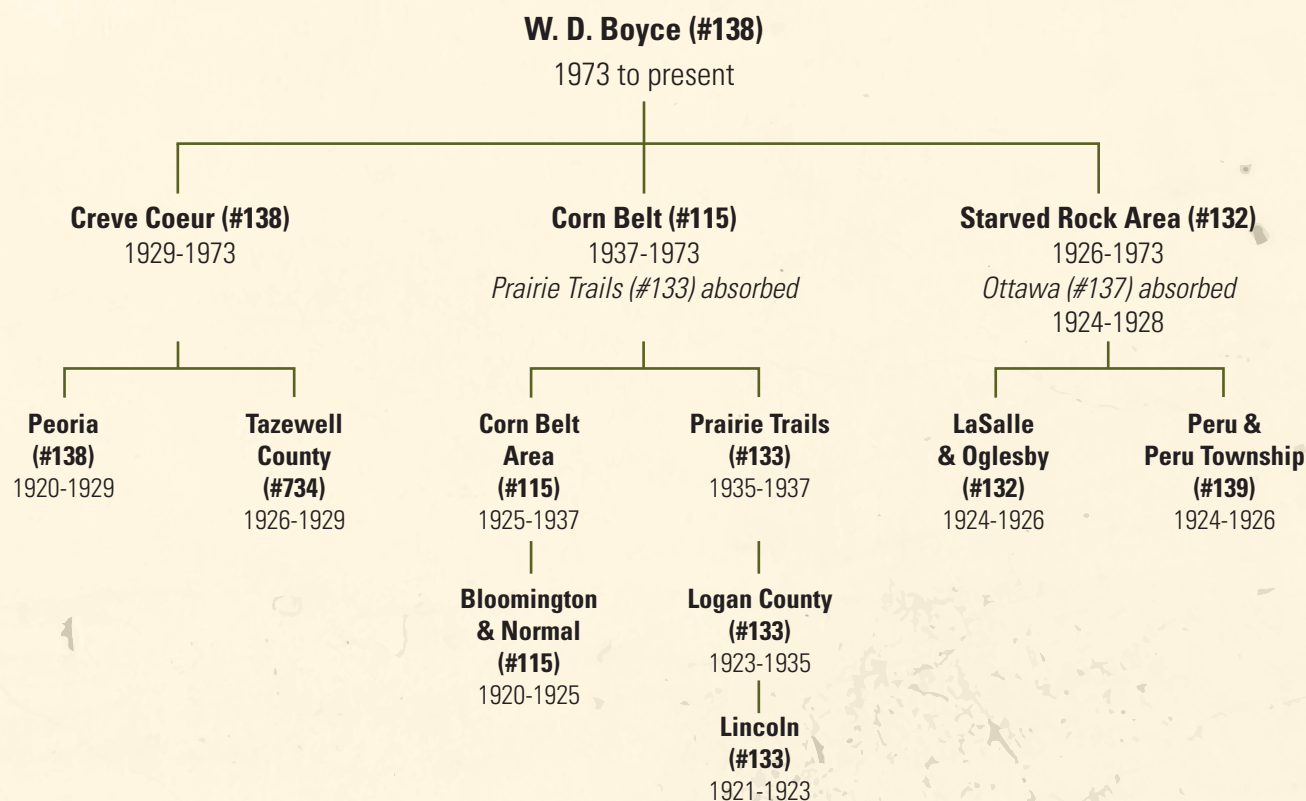 W. D. Boyce (#138)
1973 to present
Creve Coeur (#138)
1929-1973
Corn Belt (#115)
1937-1973
Prairie Trails (#133) absorbed
Starved Rock Area (#132)
1926-1973
Ottawa (#137) absorbed
1924-1928
Peoria
(#138)
1920-1929
Tazewell
County
(#734)
1926-1929
Corn Belt
Area
(#115)
1925-1937
Prairie Trails
(#133)
1935-1937
LaSalle
& Oglesby
(#132)
1924-1926
Peru &
Peru Township
(#139)
1924-1926
Bloomington
& Normal
(#115)
1920-1925
Logan County
(#133)
1923-1935
Lincoln
(#133)
1921-1923